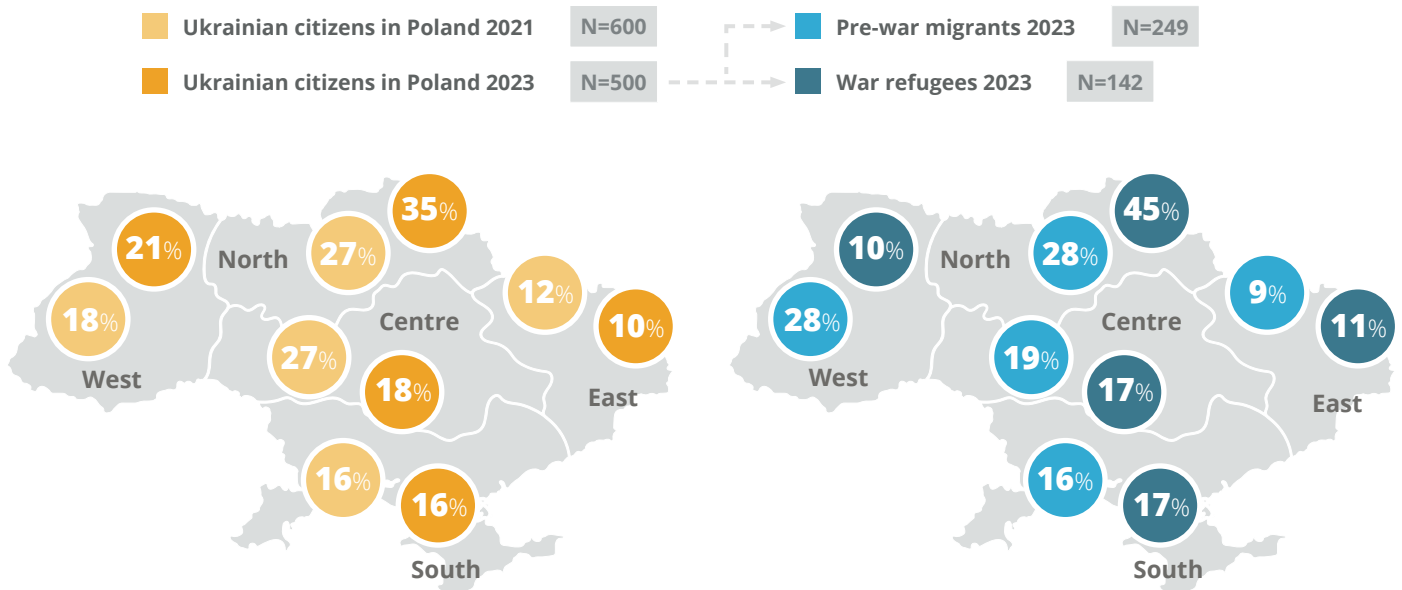 Ukrainian citizens in Poland 2021 N=600
Pre-war migrants 2023 N=249
Ukrainian citizens in Poland 2023 N=500
War refugees 2023 N=142
35%
21%
North
27%
12%
18%
Centre
10%
27%
West
18%
East
16%
16%
South
45%
10%
North
28%
9%
28%
Centre
11%
19%
West
17%
East
16%
17%
South